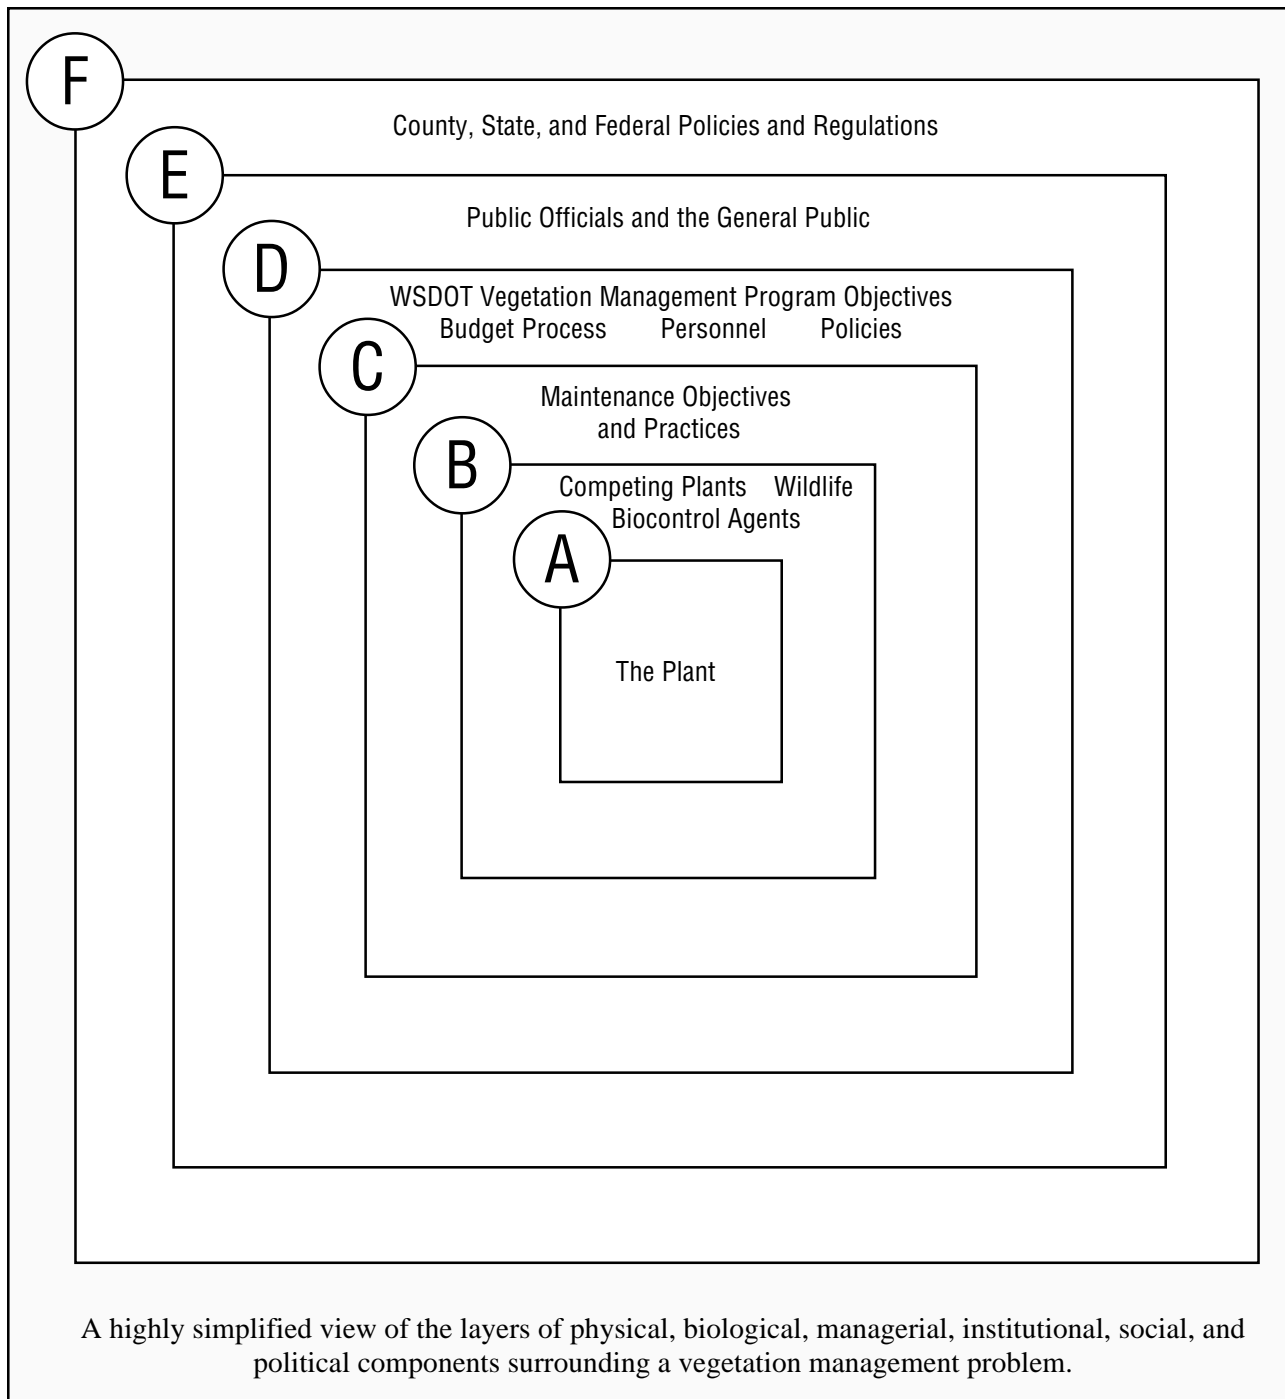 F
County, State, and Federal Policies and Regulations
E
Public Officials and the General Public
D
WSDOT Vegetation Management Program Objectives
Budget Process Personnel Policies
C
Maintenance Objectives
and Practices
B
Competing Plants Wildlife
Biocontrol Agents
A
The Plant
A highly simplified view of the layers of physical, biological, managerial, institutional, social, and
political components surrounding a vegetation management problem.